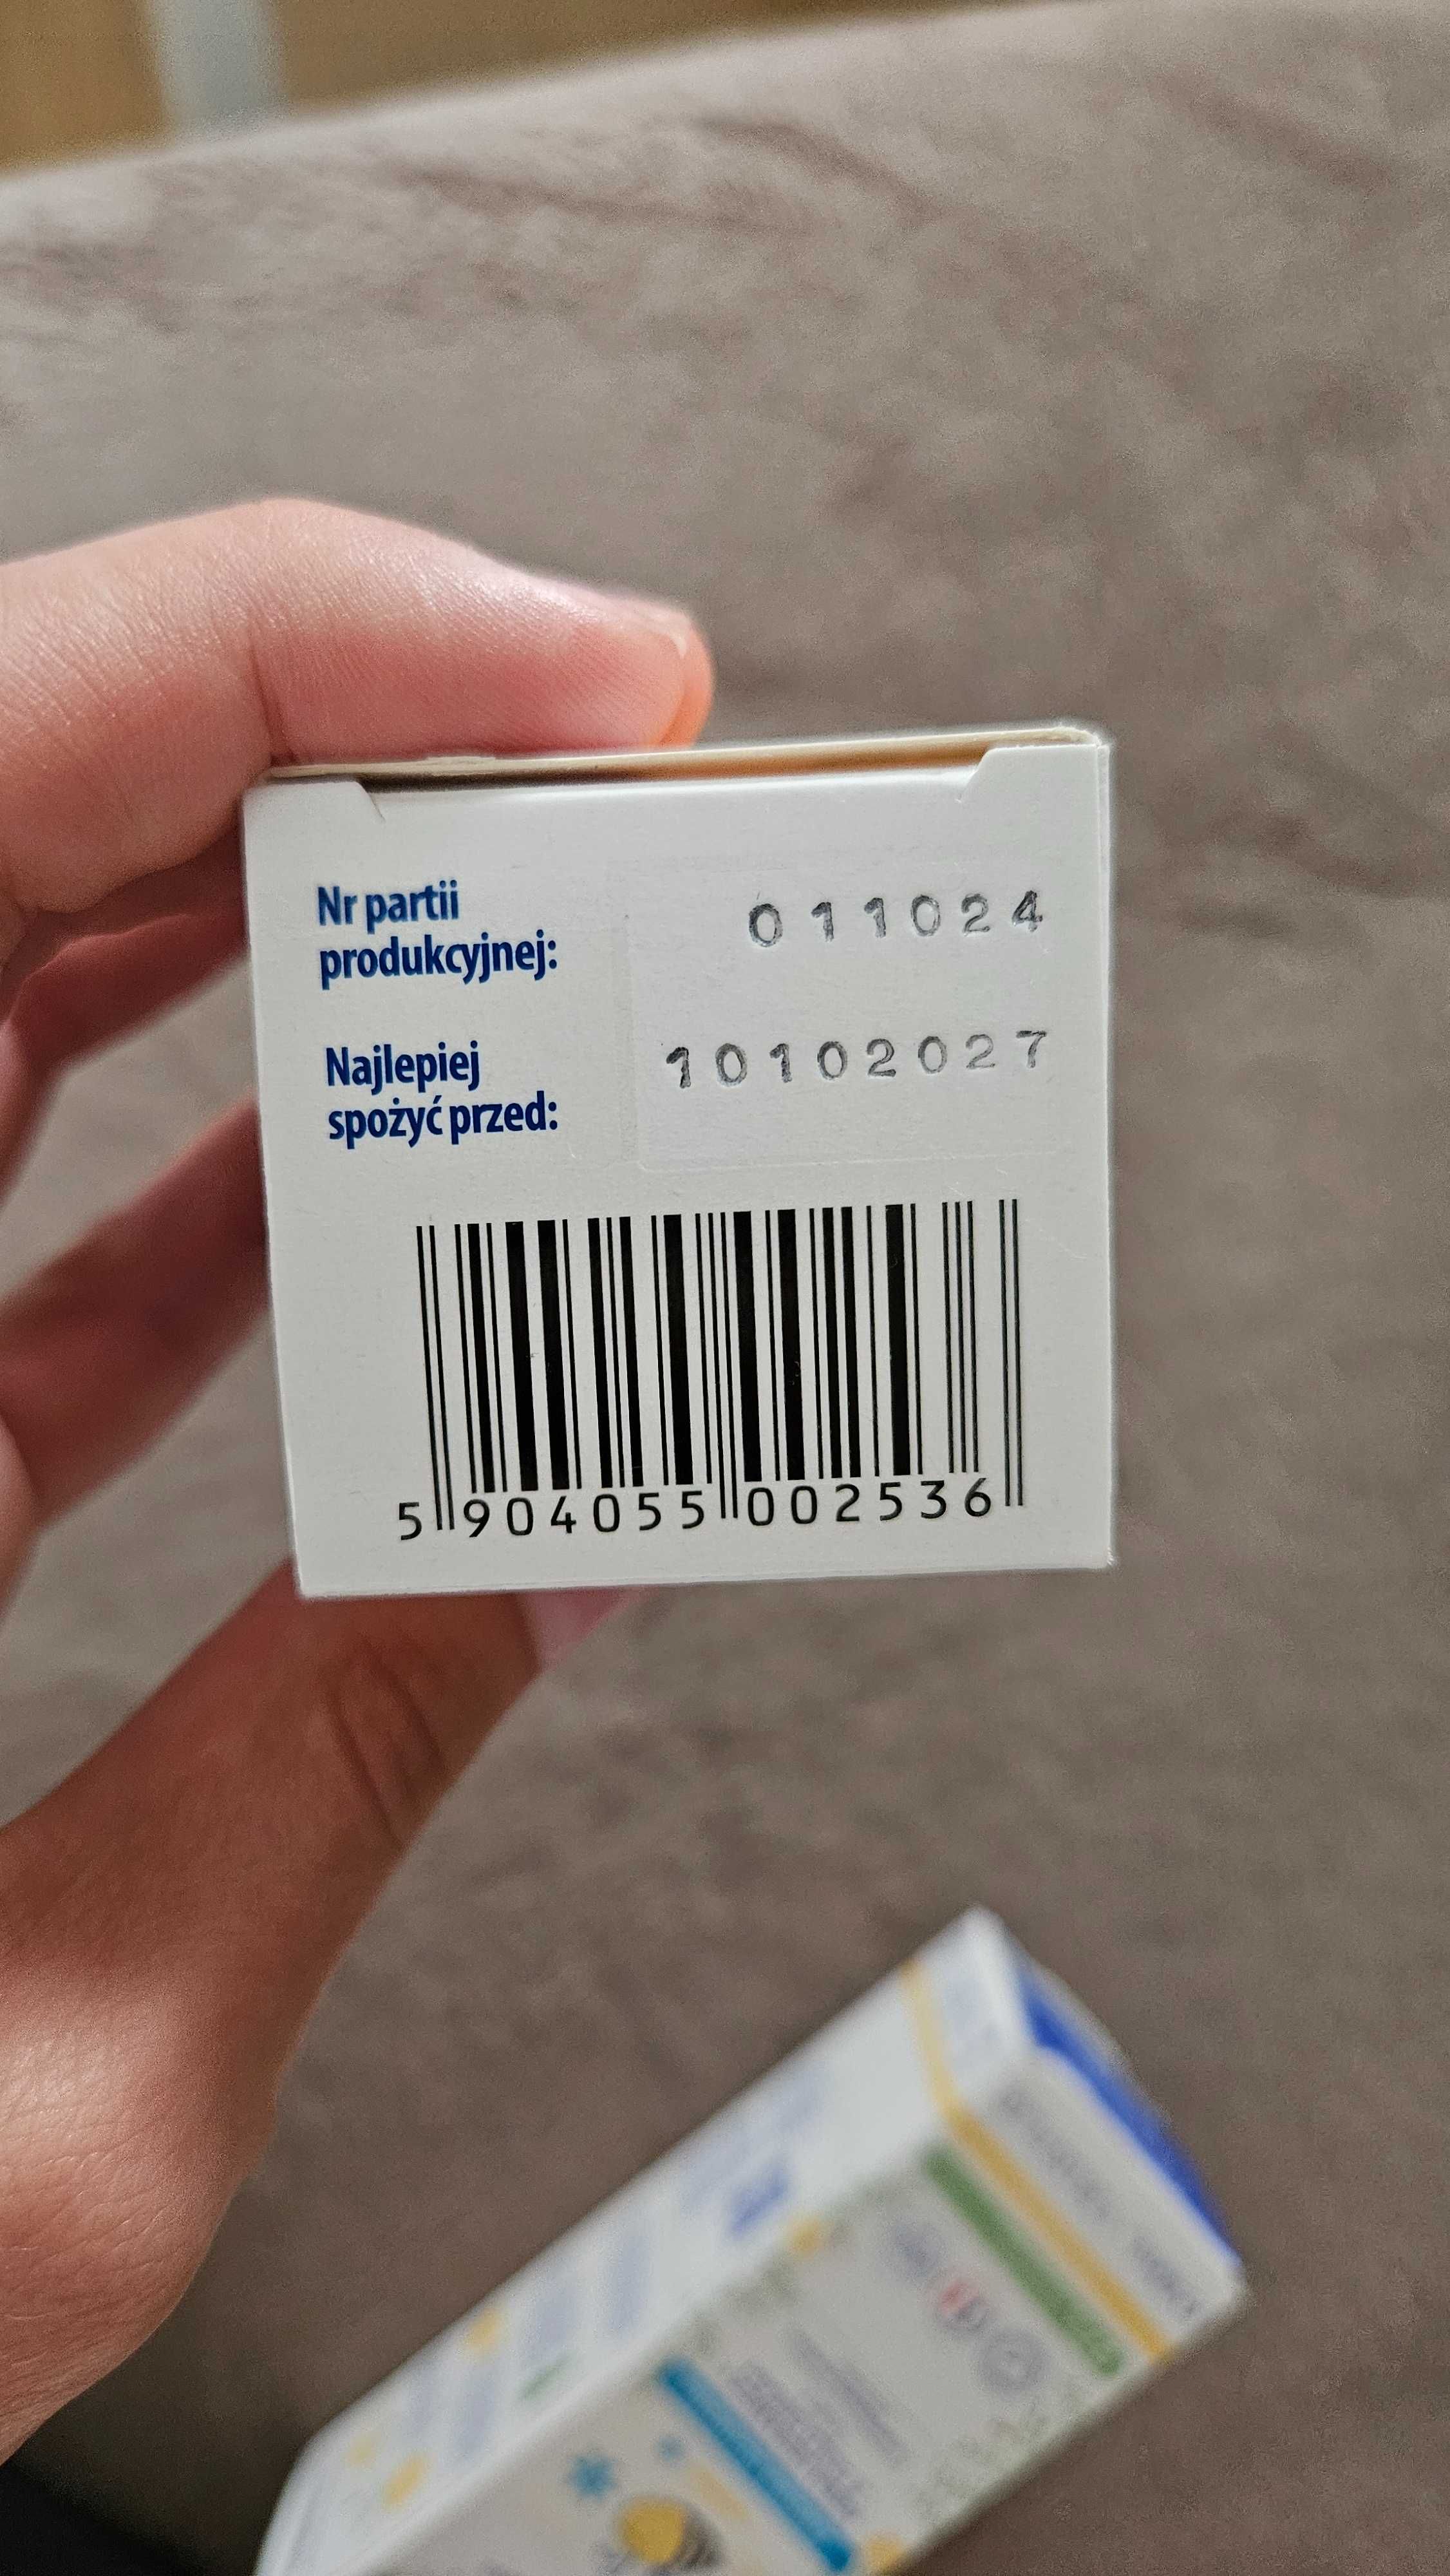 Nr partii
produkcyjnej:
011024
Najlepiej
spożyć przed:
10102027
5 904055 002536